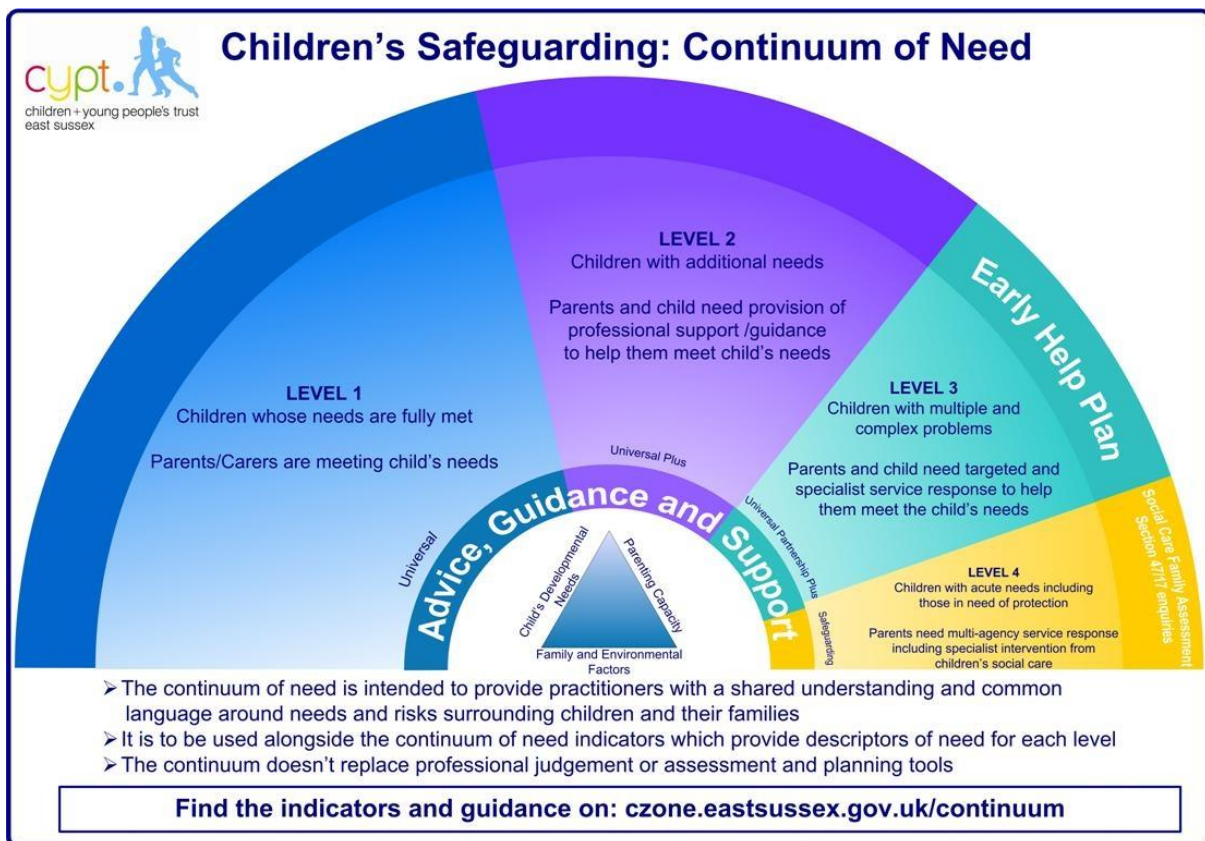 Children’s Safeguarding: Continuum of Need
cypt.
children + young people's trust
east sussex
LEVEL 1
Children whose needs are fully met
Parents/Carers are meeting child’s needs
LEVEL 2
Children with additional needs
Parents and child need provision of
professional support /guidance
to help them meet child’s needs
LEVEL 3
Children with multiple and
complex problems
Parents and child need targeted and
specialist service response to help
them meet the child’s needs
LEVEL 4
Children with acute needs including
those in need of protection
Parents need multi-agency service response
including specialist intervention from
children’s social care
Early Help Plan
Social Care Family Assessment
Section 47/17 enquiries
Universal
Universal Plus
Universal Partnership Plus
Safeguarding
Advice, Guidance and Support
Child’s Developmental
Needs
Parenting Capacity
Family and Environmental
Factors
➢ The continuum of need is intended to provide practitioners with a shared understanding and common
language around needs and risks surrounding children and their families
➢ It is to be used alongside the continuum of need indicators which provide descriptors of need for each level
➢ The continuum doesn’t replace professional judgement or assessment and planning tools
Find the indicators and guidance on: czone.eastsussex.gov.uk/continuum